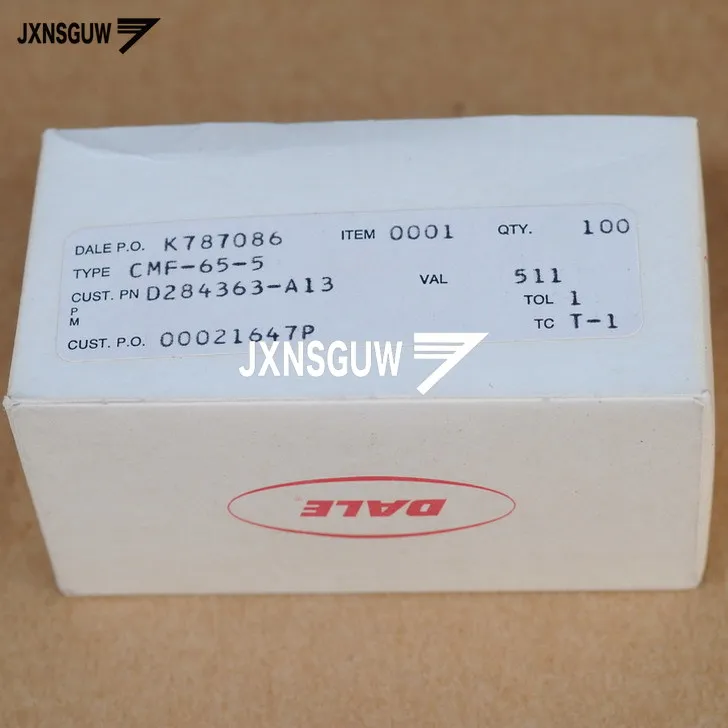 JXNSGUW
DALE P.O. K787086 ITEM 0001 QTY. 100
TYPE CMF-65-5
CUST. PN D284363-A13 VAL 511
P
M
TOL 1
CUST. P.O. 00021647P TC T-1
JXNSGUW
DALE